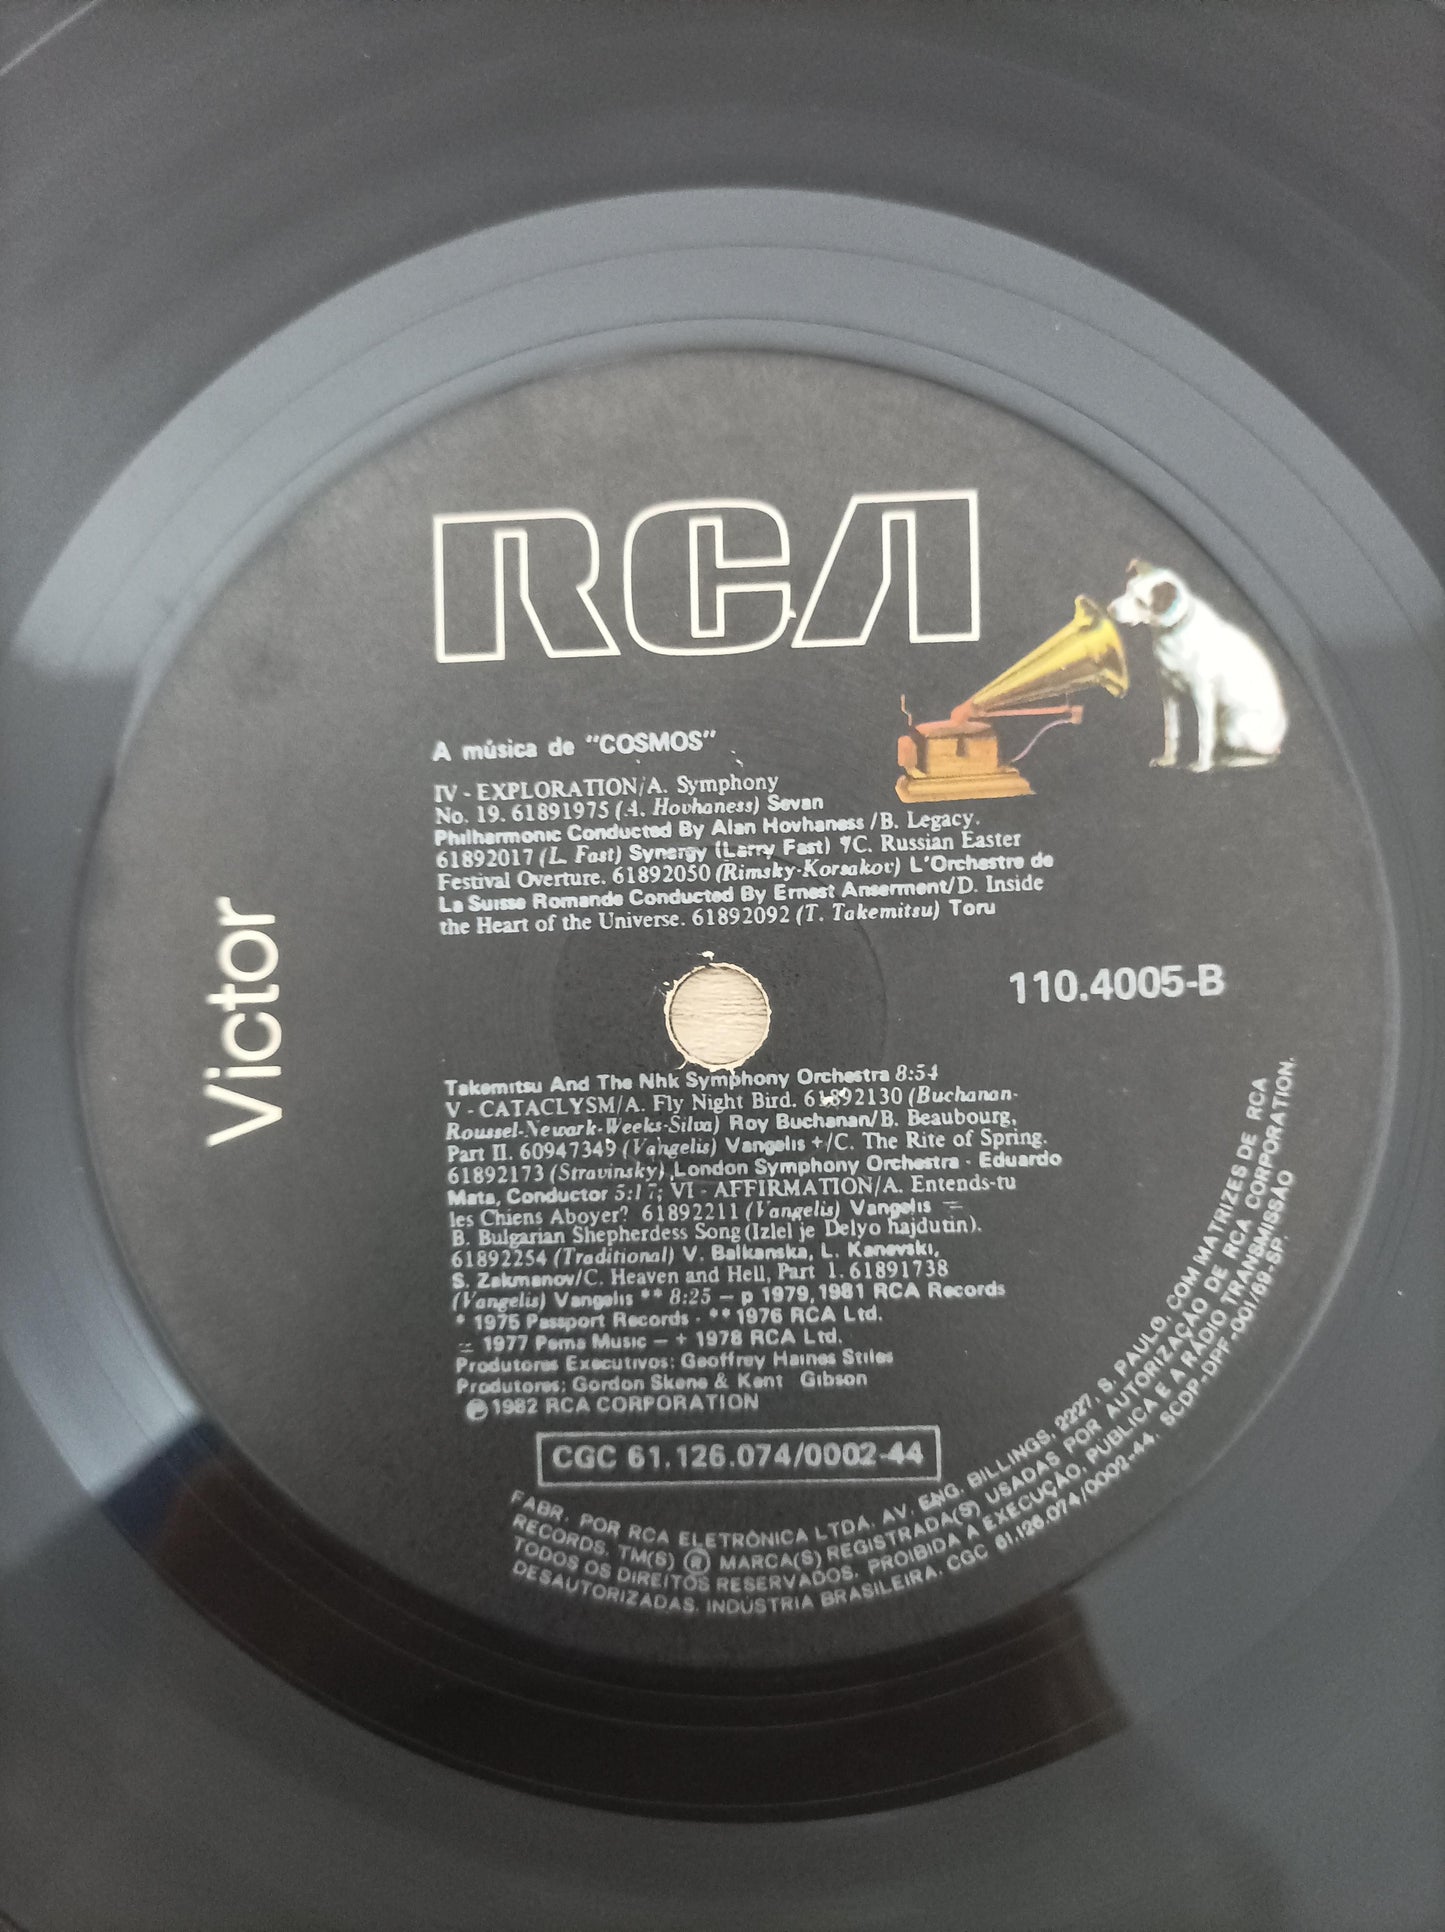 RCA
Victor
A música de "COSMOS"
IV - EXPLORATION/A. Symphony
No. 19. 61891975 (A. Hovhaness) Sevan
Philharmonic Conducted By Alan Hovhaness /B. Legacy.
61892017 (L. Fast) Synergy (Larry Fast) */C. Russian Easter
Festival Overture. 61892050 (Rimsky-Korsakov) L'Orchestre de
La Suisse Romande Conducted By Ernest Anserment/D. Inside
the Heart of the Universe. 61892092 (T. Takemitsu) Toru
110.4005-B
Takemitsu And The Nhk Symphony Orchestra 8:54
V - CATACLYSM/A. Fly Night Bird. 61892130 (Buchanan-
Roussel-Newark-Weeks-Silva) Roy Buchanan/B. Beaubourg,
Part II. 60947349 (Vangelis) Vangelis +/C. The Rite of Spring.
61892173 (Stravinsky) London Symphony Orchestra - Eduardo
Mata, Conductor 5:17; VI - AFFIRMATION/A. Entends-tu
les Chiens Aboyer? 61892211 (Vangelis) Vangelis =
B. Bulgarian Shepherdess Song (Izlel je Delyo hajdutin).
61892254 (Traditional) V. Balkanska, L. Kanevski,
S. Zakmanov/C. Heaven and Hell, Part 1. 61891738
(Vangelis) Vangelis ** 8:25 — p 1979, 1981 RCA Records
* 1975 Passport Records - ** 1976 RCA Ltd.
= 1977 Pema Music — + 1978 RCA Ltd.
Produtores Executivos: Geoffrey Haines Stiles
Produtores: Gordon Skene & Kent Gibson
℗ 1982 RCA CORPORATION
CGC 61.126.074/0002-44
FABR. POR RCA ELETRÔNICA LTDA. AV. ENG. BILLINGS, 2227, S. PAULO, COM MATRIZES DE RCA
RECORDS. TM(S) ® MARCA(S) REGISTRADA(S) USADAS POR AUTORIZAÇÃO DE RCA CORPORATION.
TODOS OS DIREITOS RESERVADOS. PROIBIDA A EXECUÇÃO, PUBLICA E A RÁDIO TRANSMISSÃO
DESAUTORIZADAS. INDÚSTRIA BRASILEIRA. CGC 61.126.074/0002-44. SCDP-DPF-001/69-SP.